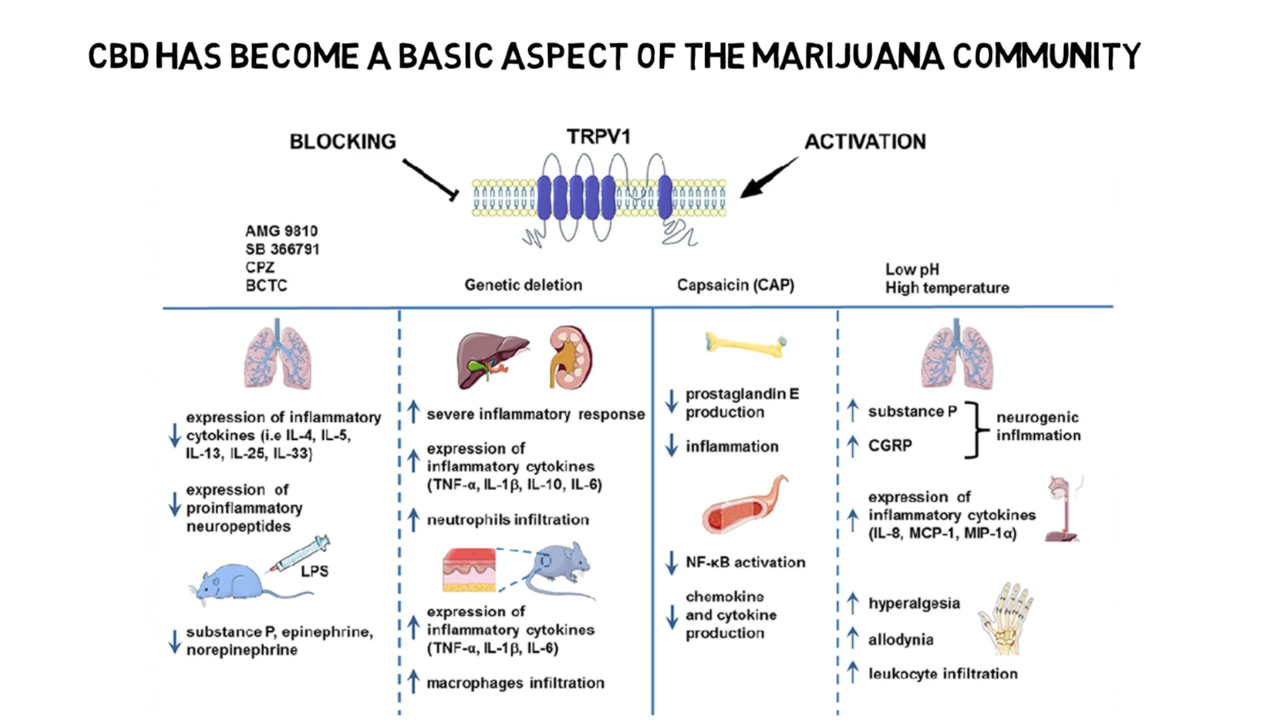 CBD HAS BECOME A BASIC ASPECT OF THE MARIJUANA COMMUNITY
BLOCKING
TRPV1
ACTIVATION
AMG 9810
SB 366791
CPZ
BCTC
Genetic deletion
Capsaicin (CAP)
Low pH
High temperature
↓ expression of inflammatory
cytokines (i.e IL-4, IL-5,
IL-13, IL-25, IL-33)
↓ expression of
proinflammatory
neuropeptides
LPS
↓ substance P, epinephrine,
norepinephrine
↑ severe inflammatory response
↑ expression of
inflammatory cytokines
(TNF-α, IL-1β, IL-10, IL-6)
↑ neutrophils infiltration
↑ expression of
inflammatory cytokines
(TNF-α, IL-1β, IL-6)
↑ macrophages infiltration
↓ prostaglandin E
production
↓ inflammation
↓ NF-κB activation
↓ chemokine
and cytokine
production
↑ substance P
↑ CGRP
neurogenic
inflmmation
↑ expression of
inflammatory cytokines
(IL-8, MCP-1, MIP-1α)
↑ hyperalgesia
↑ allodynia
↑ leukocyte infiltration